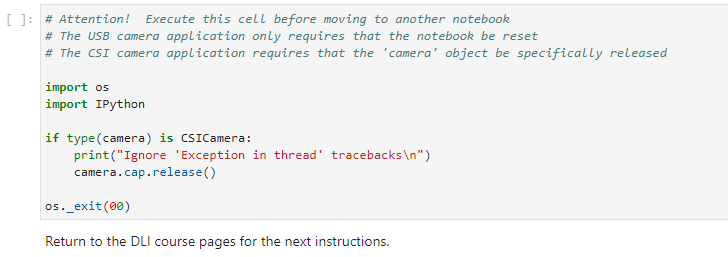 [ ]: # Attention!  Execute this cell before moving to another notebook
# The USB camera application only requires that the notebook be reset
# The CSI camera application requires that the 'camera' object be specifically released
import os
import IPython
if type(camera) is CSICamera:
    print("Ignore 'Exception in thread' tracebacks\n")
    camera.cap.release()
os._exit(00)
Return to the DLI course pages for the next instructions.